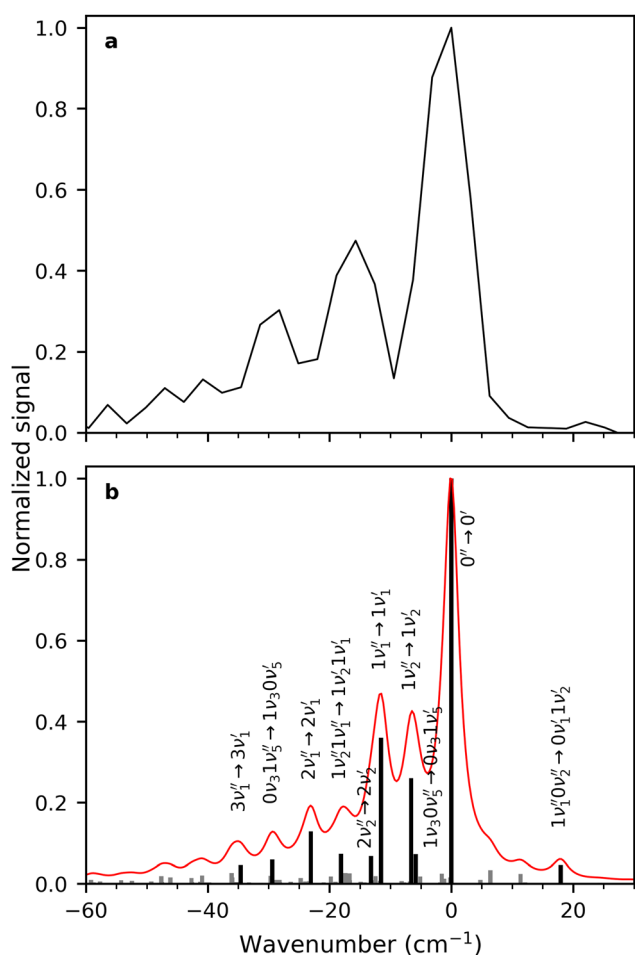 a
1.0
0.8
0.6
0.4
0.2
0.0
Normalized signal
b
1.0
0.8
0.6
0.4
0.2
0.0
3ν₁″→3ν₁′
0ν₃1ν₅″→1ν₃0ν₅′
2ν₁″→2ν₁′
1ν₂″1ν₁″→1ν₂′1ν₁′
2ν₂″→2ν₂′
1ν₁″→1ν₁′
1ν₂″→1ν₂′
1ν₃0ν₅″→0ν₃1ν₅′
0″→0′
1ν₁″0ν₂″→0ν₁′1ν₂′
−60 −40 −20 0 20
Wavenumber (cm⁻¹)